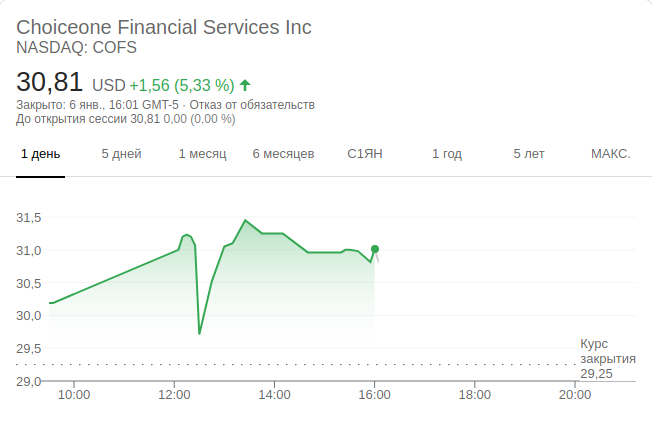 Choiceone Financial Services Inc
NASDAQ: COFS
30,81 USD +1,56 (5,33 %)
Закрыто: 6 янв., 16:01 GMT-5 · Отказ от обязательств
До открытия сессии 30,81 0,00 (0,00 %)
1 день 5 дней 1 месяц 6 месяцев С1ЯН 1 год 5 лет МАКС.
31,5
31,0
30,5
30,0
29,5
29,0
Курс
закрытия
29,25
10:00 12:00 14:00 16:00 18:00 20:00